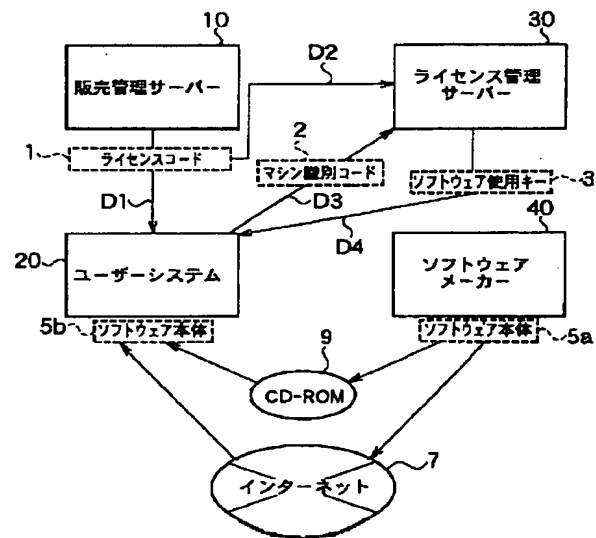 10
30
販売管理サーバー
D2
ライセンス管理
サーバー
1
ライセンスコード
2
マシン識別コード
ソフトウェア使用キー
3
D1
D3
D4
20
ユーザーシステム
40
ソフトウェア
メーカー
5b
ソフトウェア本体
ソフトウェア本体
5a
9
CD-ROM
インターネット
7